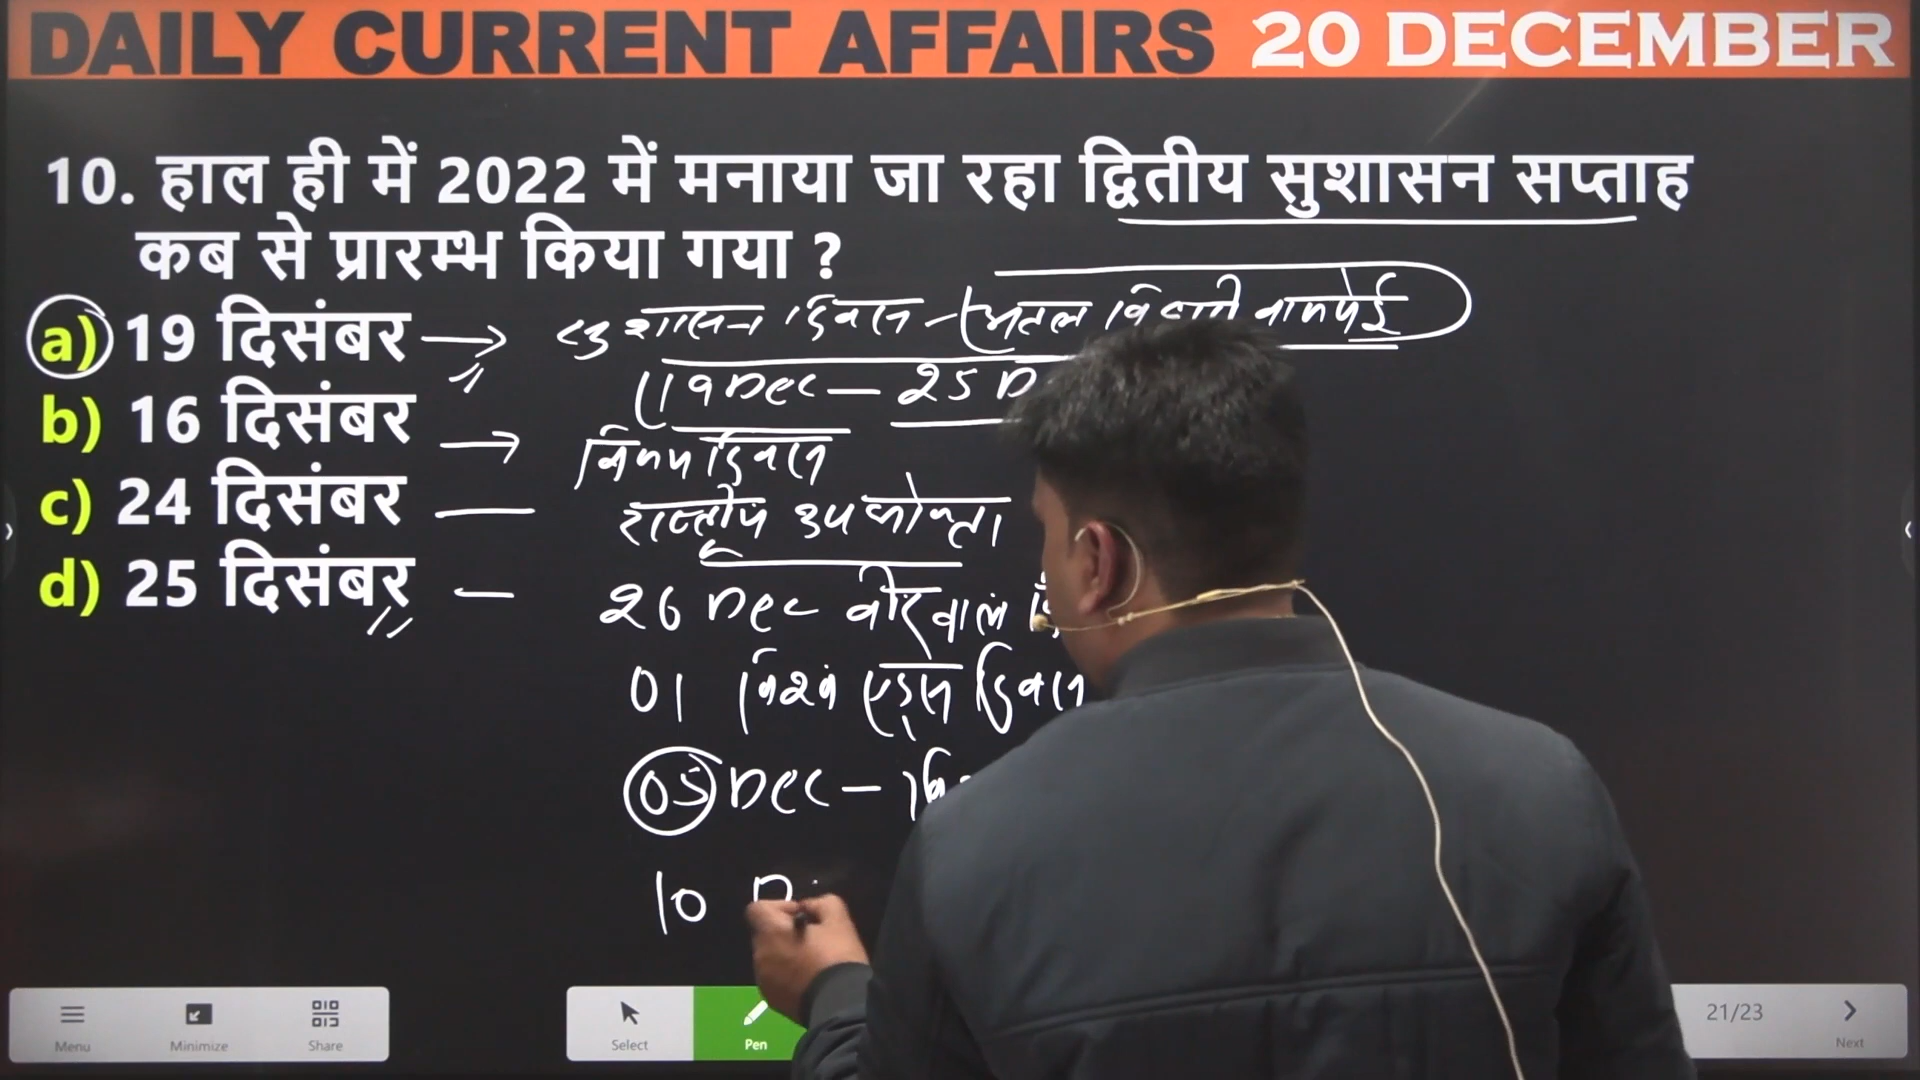 DAILY CURRENT AFFAIRS 20 DECEMBER
10. हाल ही में 2022 में मनाया जा रहा द्वितीय सुशासन सप्ताह
कब से प्रारम्भ किया गया ?
a) 19 दिसंबर
सुशासन दिवस - अटल बिहारी वाजपेई
19 Dec - 25 D
b) 16 दिसंबर
विजय दिवस
c) 24 दिसंबर
राष्ट्रीय उपभोक्ता
d) 25 दिसंबर
26 Dec वीर बाल
01 विश्व एड्स दिवस
05 Dec -
10 D
Menu
Minimize
Share
Select
Pen
21/23
Next